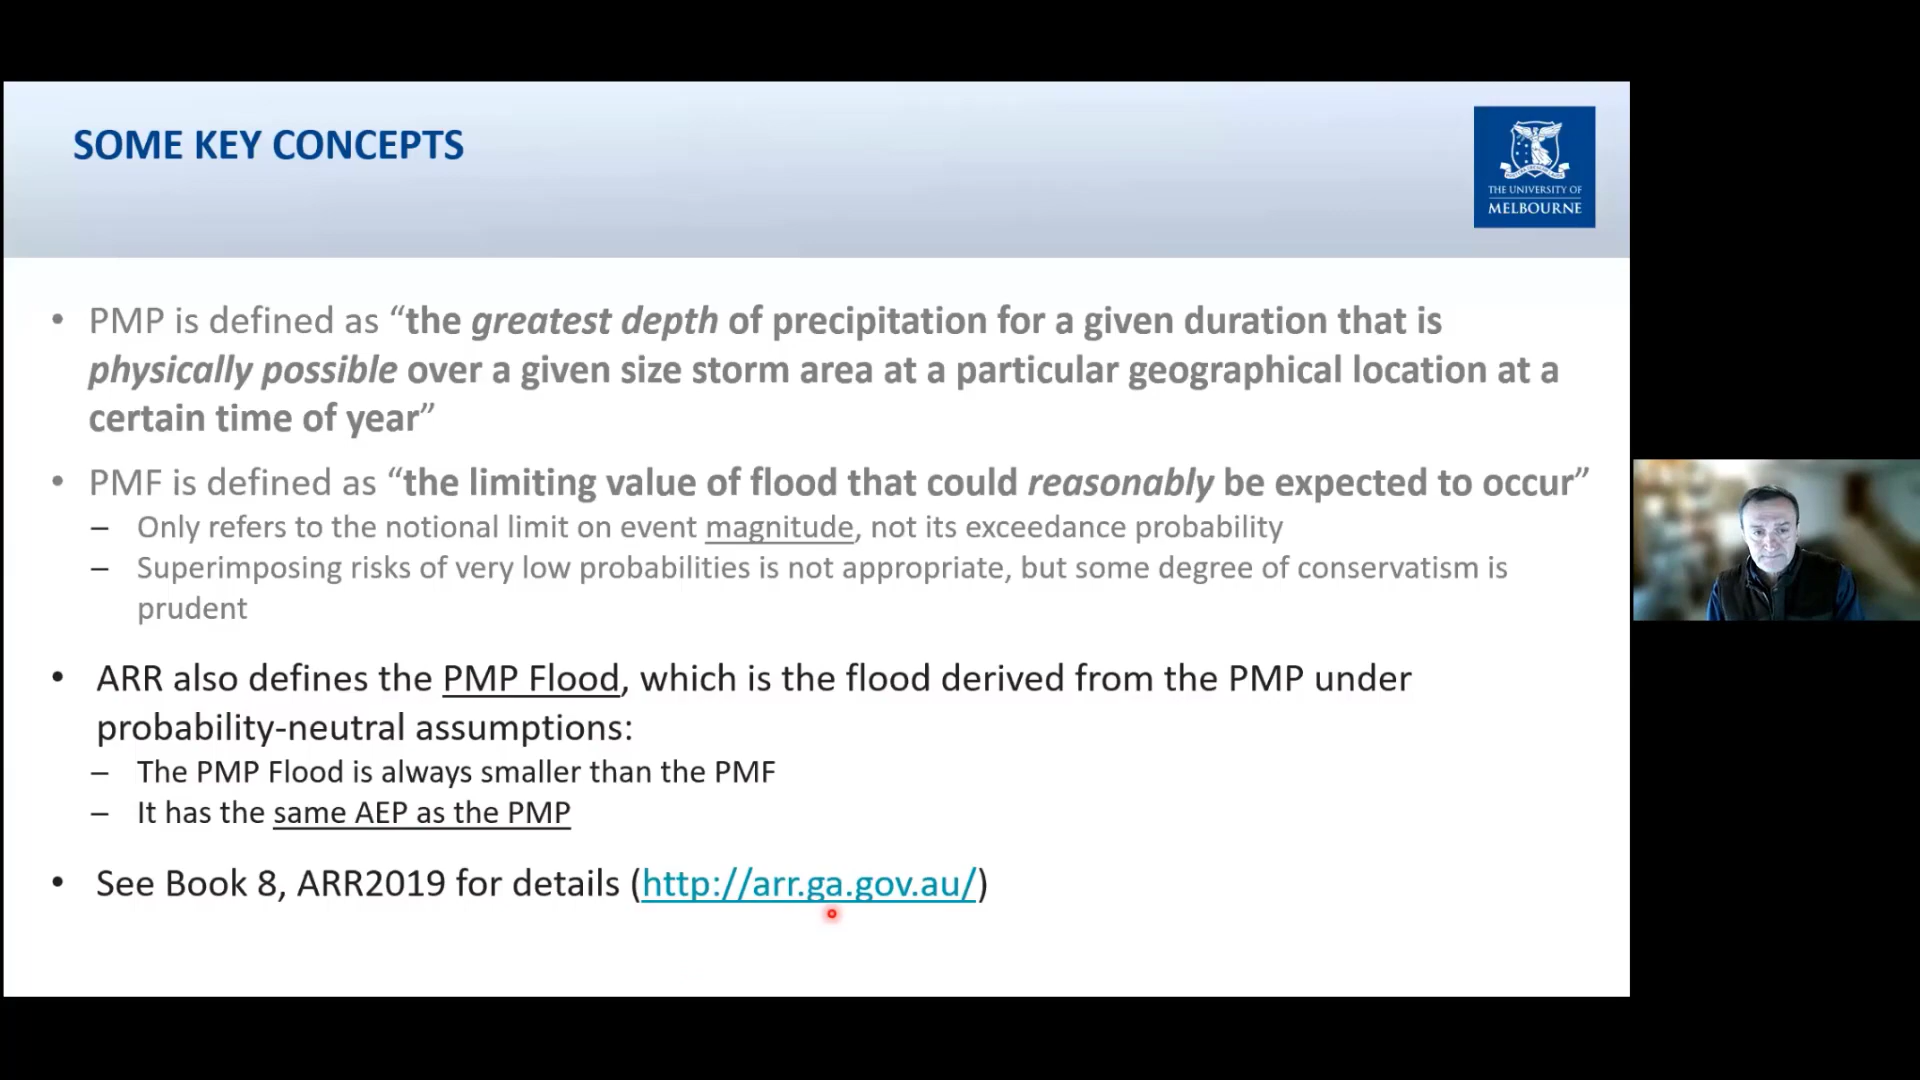 SOME KEY CONCEPTS
THE UNIVERSITY OF
MELBOURNE
• PMP is defined as “the greatest depth of precipitation for a given duration that is
physically possible over a given size storm area at a particular geographical location at a
certain time of year”
• PMF is defined as “the limiting value of flood that could reasonably be expected to occur”
– Only refers to the notional limit on event magnitude, not its exceedance probability
– Superimposing risks of very low probabilities is not appropriate, but some degree of conservatism is
prudent
• ARR also defines the PMP Flood, which is the flood derived from the PMP under
probability-neutral assumptions:
– The PMP Flood is always smaller than the PMF
– It has the same AEP as the PMP
• See Book 8, ARR2019 for details (http://arr.ga.gov.au/)